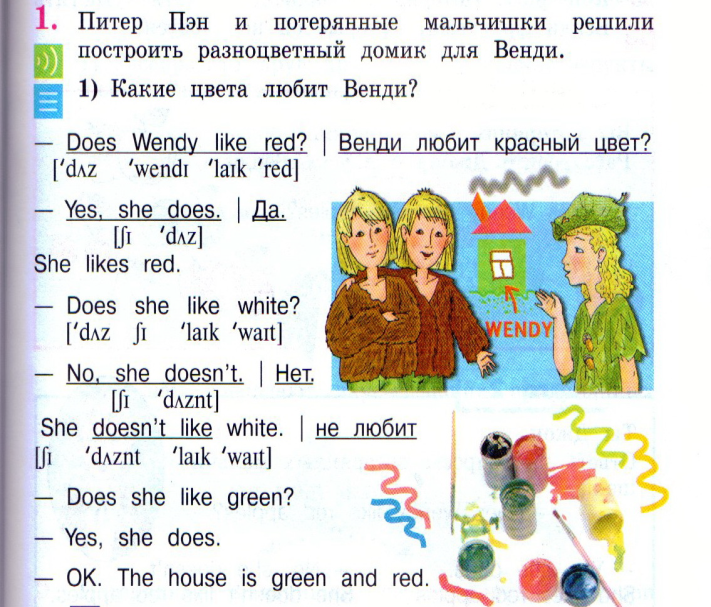 1. Питер Пэн и потерянные мальчишки решили
построить разноцветный домик для Венди.
1) Какие цвета любит Венди?
— Does Wendy like red? | Венди любит красный цвет?
[ˈdʌz ˈwendɪ ˈlaɪk ˈred]
— Yes, she does. | Да.
[ʃɪ ˈdʌz]
She likes red.
— Does she like white?
[ˈdʌz ʃɪ ˈlaɪk ˈwaɪt]
WENDY
— No, she doesn't. | Нет.
[ʃɪ ˈdʌznt]
She doesn't like white. | не любит
[ʃɪ ˈdʌznt ˈlaɪk ˈwaɪt]
— Does she like green?
— Yes, she does.
— OK. The house is green and red.